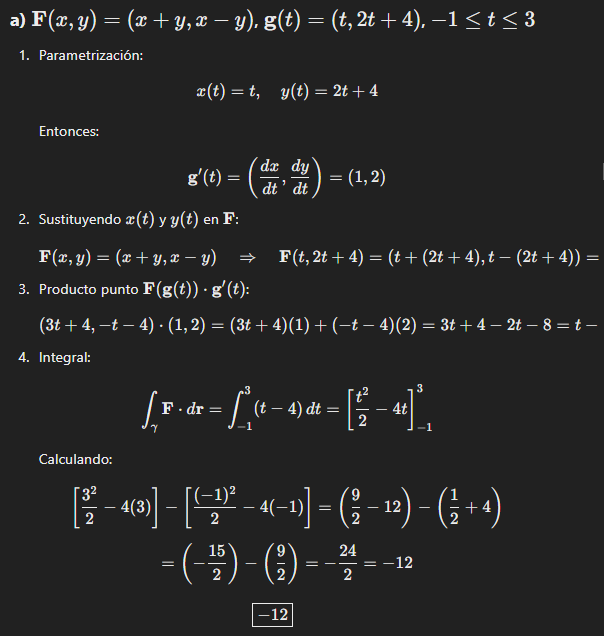 a) F(x, y) = (x + y, x − y), g(t) = (t, 2t + 4), −1 ≤ t ≤ 3
1. Parametrización:
x(t) = t, y(t) = 2t + 4
Entonces:
g′(t) = (dx/dt, dy/dt) = (1, 2)
2. Sustituyendo x(t) y y(t) en F:
F(x, y) = (x + y, x − y) ⇒ F(t, 2t + 4) = (t + (2t + 4), t − (2t + 4)) =
3. Producto punto F(g(t)) · g′(t):
(3t + 4, −t − 4) · (1, 2) = (3t + 4)(1) + (−t − 4)(2) = 3t + 4 − 2t − 8 = t −
4. Integral:
∫_γ F · dr = ∫_{−1}^{3} (t − 4) dt = [t²/2 − 4t]_{−1}^{3}
Calculando:
[3²/2 − 4(3)] − [(−1)²/2 − 4(−1)] = (9/2 − 12) − (1/2 + 4)
= (−15/2) − (9/2) = −24/2 = −12
−12